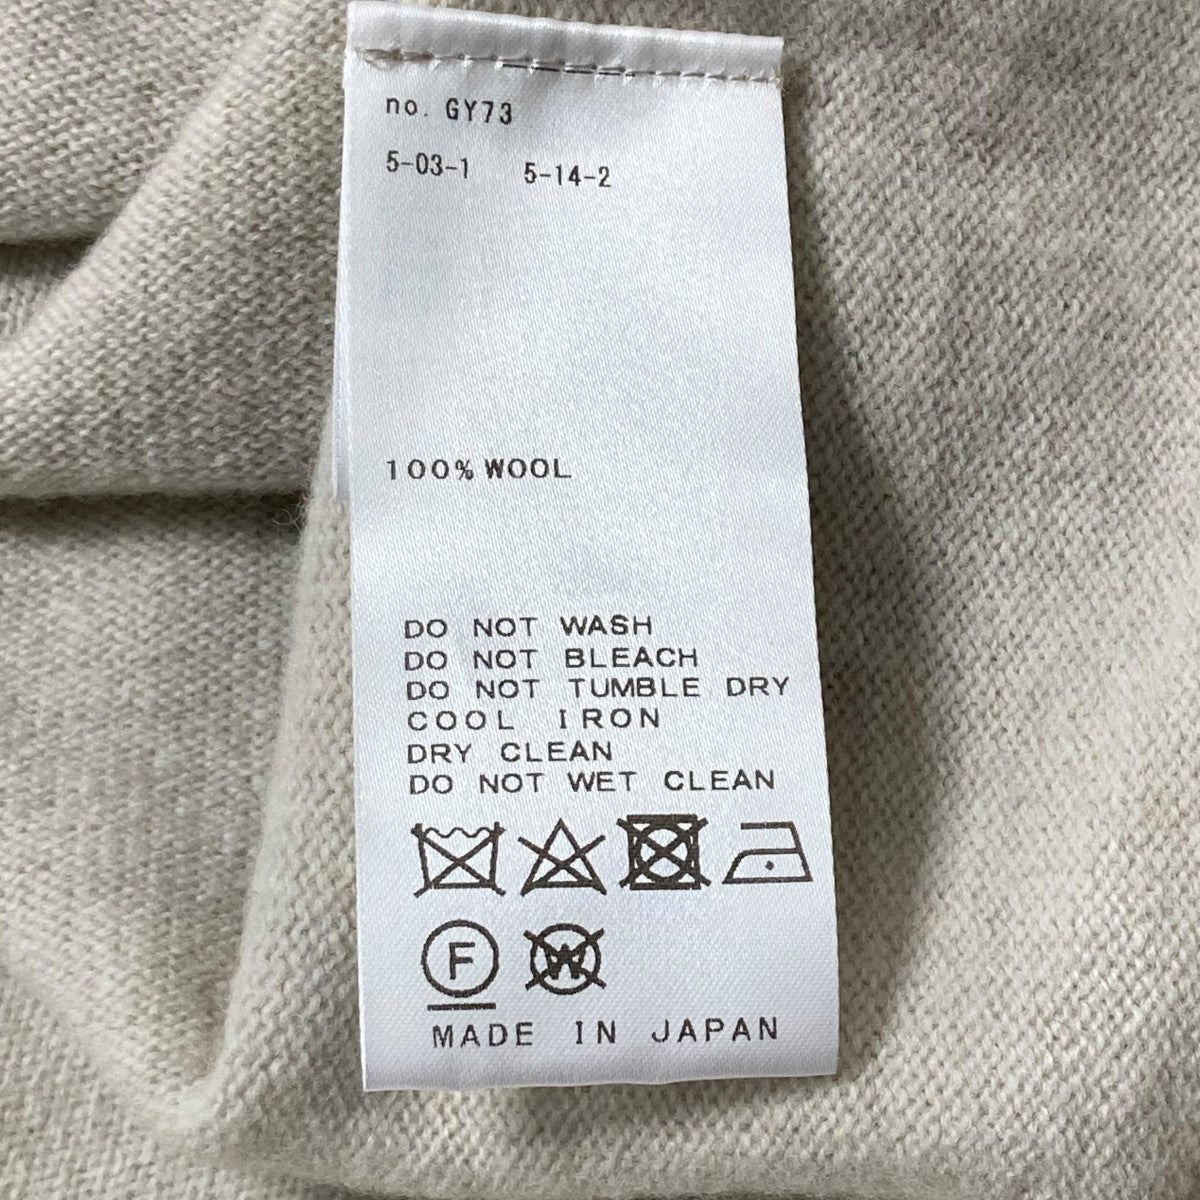 no. GY73
5-03-1 5-14-2
100% WOOL
DO NOT WASH
DO NOT BLEACH
DO NOT TUMBLE DRY
COOL IRON
DRY CLEAN
DO NOT WET CLEAN
F W
MADE IN JAPAN